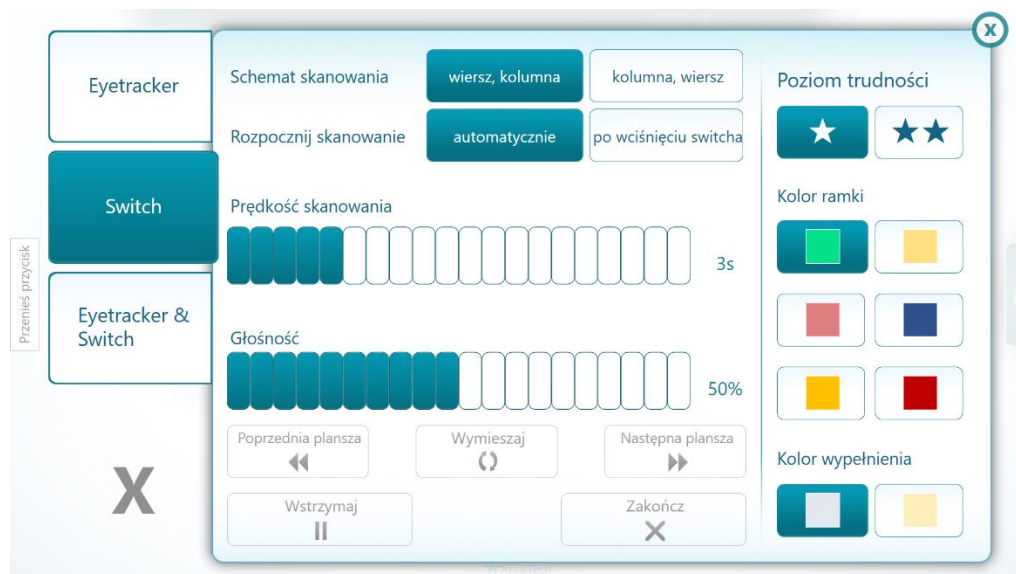 X
Eyetracker
Switch
Eyetracker &
Switch
Przenieś przycisk
X
Schemat skanowania
wiersz, kolumna
kolumna, wiersz
Rozpocznij skanowanie
automatycznie
po wciśnięciu switcha
Prędkość skanowania
3s
Głośność
50%
Poprzednia plansza
Wymieszaj
Następna plansza
Wstrzymaj
Zakończ
Poziom trudności
Kolor ramki
Kolor wypełnienia
AssisTech